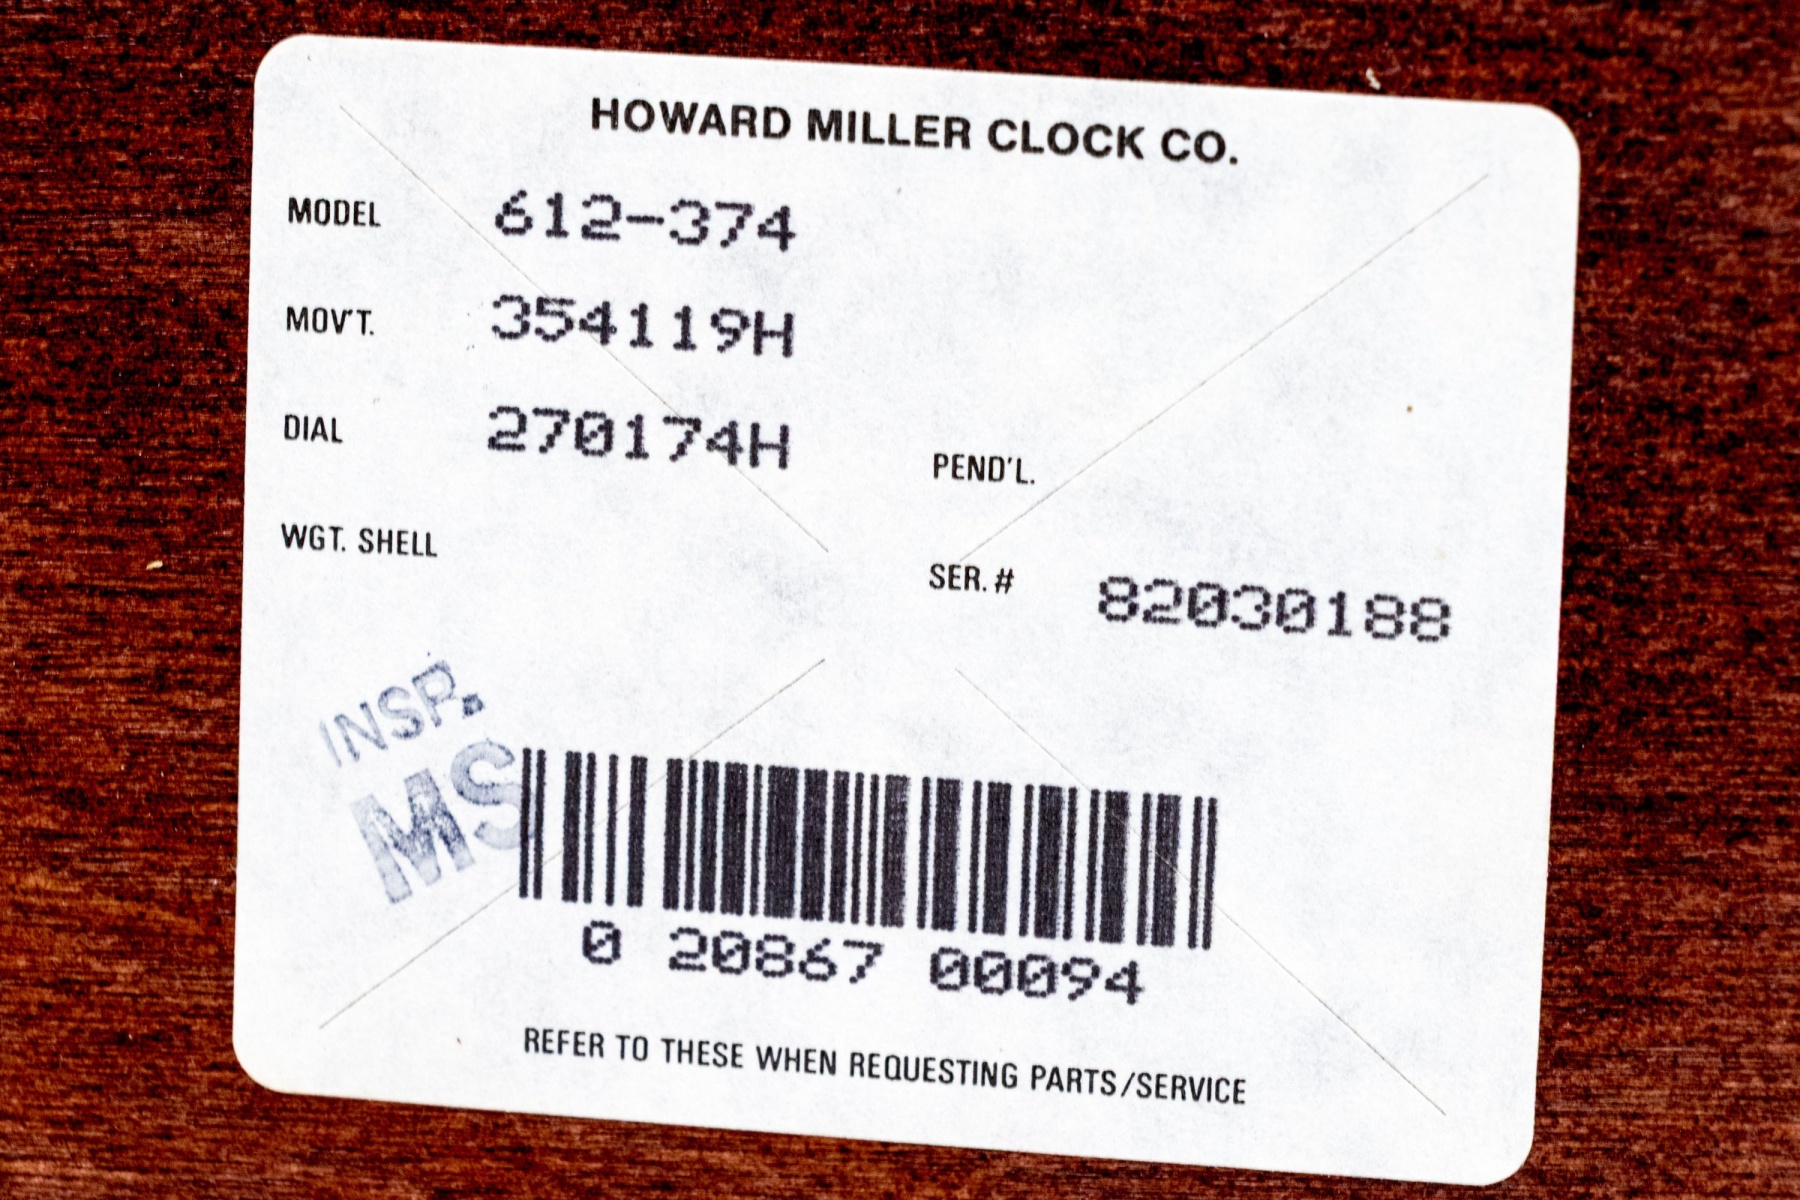 HOWARD MILLER CLOCK CO.
MODEL 612-374
MOV'T. 354119H
DIAL 270174H
PEND'L.
WGT. SHELL
SER. # 82030188
INSP.
MS
0 20867 00094
REFER TO THESE WHEN REQUESTING PARTS/SERVICE